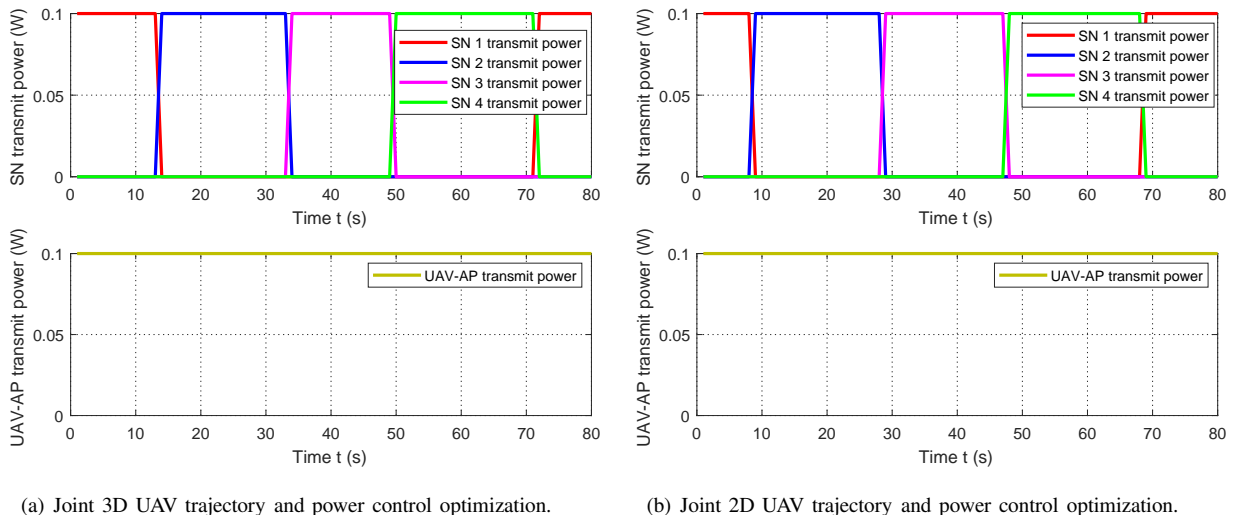 SN transmit power (W)
0.1
0.05
0
SN 1 transmit power
SN 2 transmit power
SN 3 transmit power
SN 4 transmit power
0 10 20 30 40 50 60 70 80
Time t (s)
UAV-AP transmit power (W)
0.1
0.05
0
UAV-AP transmit power
0 10 20 30 40 50 60 70 80
Time t (s)
(a) Joint 3D UAV trajectory and power control optimization.
SN transmit power (W)
0.1
0.05
0
SN 1 transmit power
SN 2 transmit power
SN 3 transmit power
SN 4 transmit power
0 10 20 30 40 50 60 70 80
Time t (s)
UAV-AP transmit power (W)
0.1
0.05
0
UAV-AP transmit power
0 10 20 30 40 50 60 70 80
Time t (s)
(b) Joint 2D UAV trajectory and power control optimization.